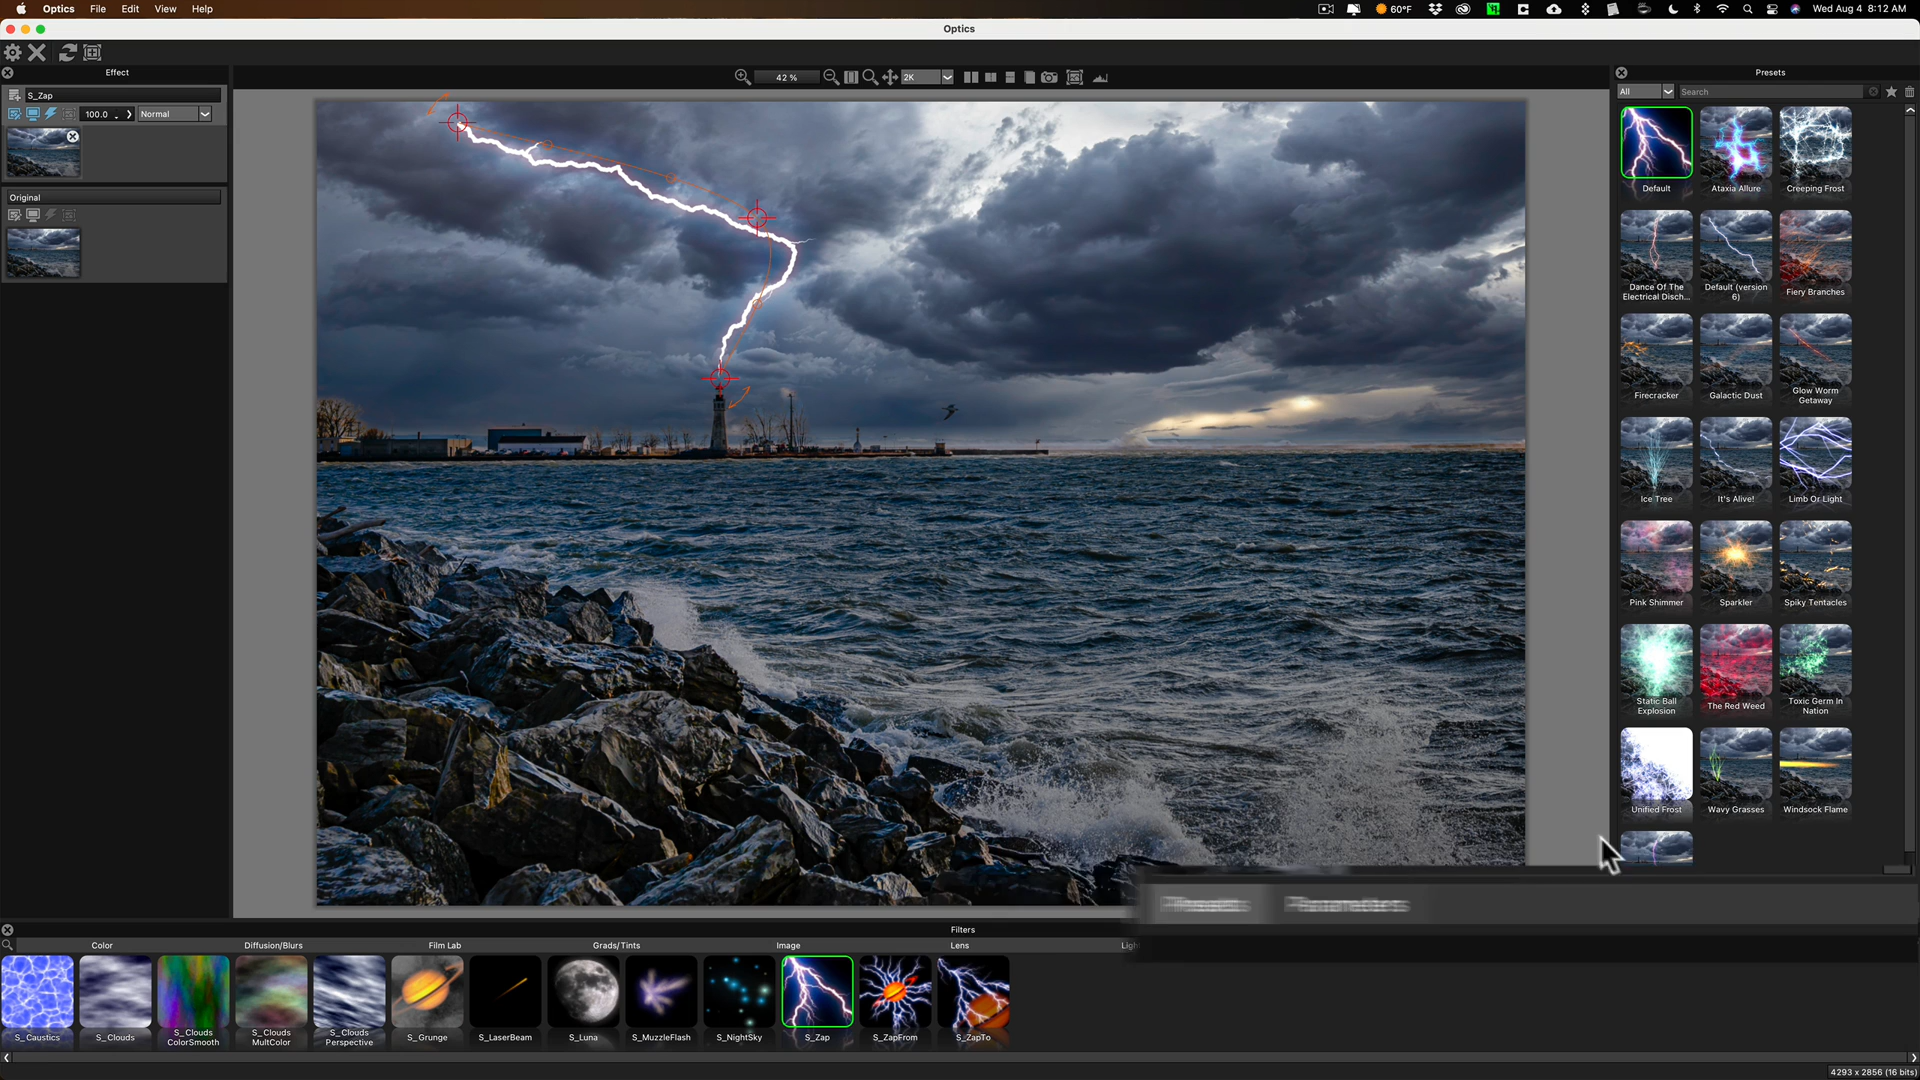 Optics File Edit View Help
60°F
Wed Aug 4 8:12 AM
Optics
Effect
42 %
2K
Presets
S_Zap
All
Search
100.0
Normal
Default
Ataxia Allure
Creeping Frost
Original
Dance Of The
Electrical Disch...
Default (version
6)
Fiery Branches
Firecracker
Galactic Dust
Glow Worm
Getaway
Ice Tree
It's Alive!
Limb Or Light
Pink Shimmer
Sparkler
Spiky Tentacles
Static Ball
Explosion
The Red Weed
Toxic Germ In
Nation
Unified Frost
Wavy Grasses
Windsock Flame
Presets
Parameters
Filters
Color
Diffusion/Blurs
Film Lab
Grads/Tints
Image
Lens
Ligh
S_Caustics
S_Clouds
S_Clouds
ColorSmooth
S_Clouds
MultColor
S_Clouds
Perspective
S_Grunge
S_LaserBeam
S_Luna
S_MuzzleFlash
S_NightSky
S_Zap
S_ZapFrom
S_ZapTo
4293 x 2856 (16 bits)